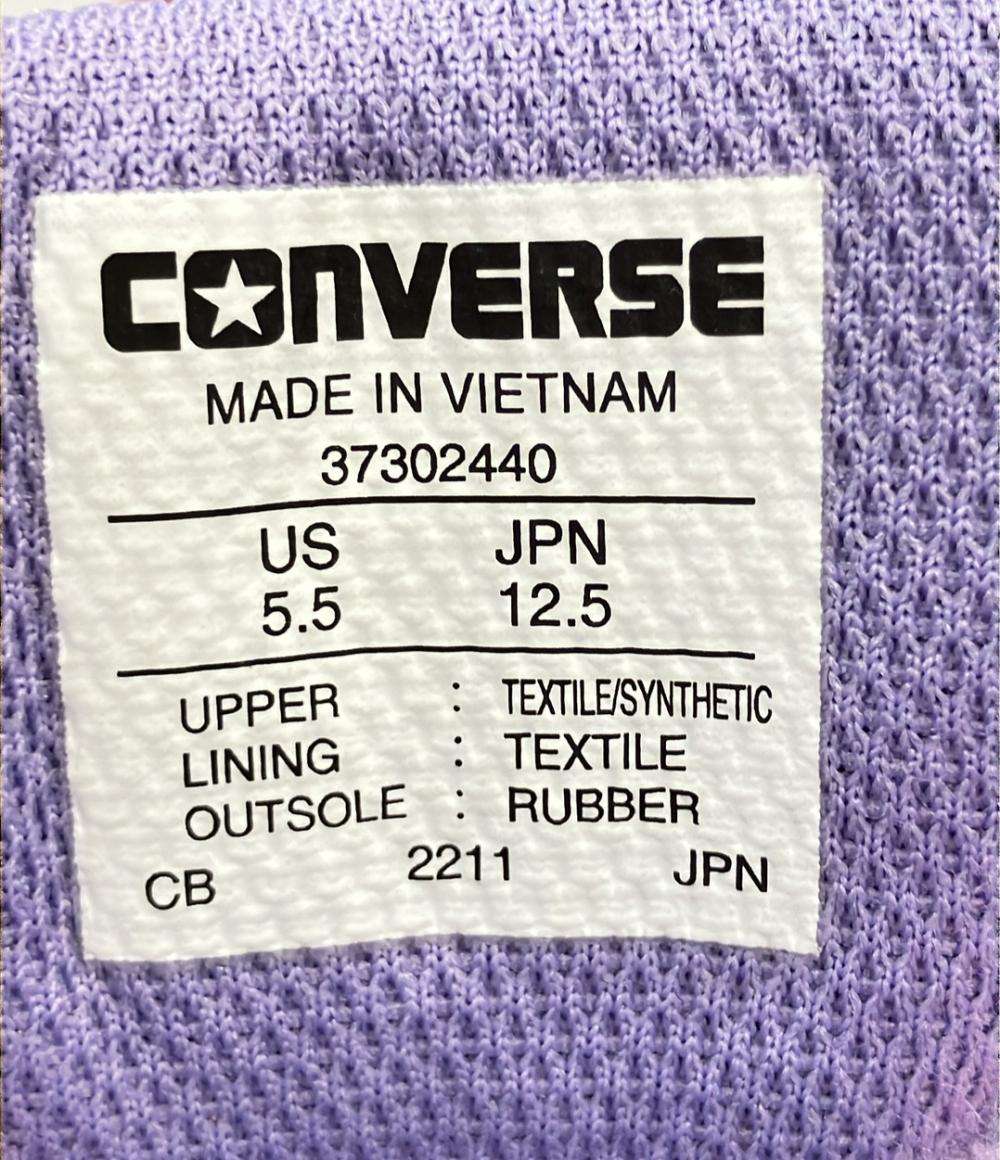 CONVERSE
MADE IN VIETNAM
37302440
US JPN
5.5 12.5
UPPER : TEXTILE/SYNTHETIC
LINING : TEXTILE
OUTSOLE : RUBBER
CB 2211 JPN